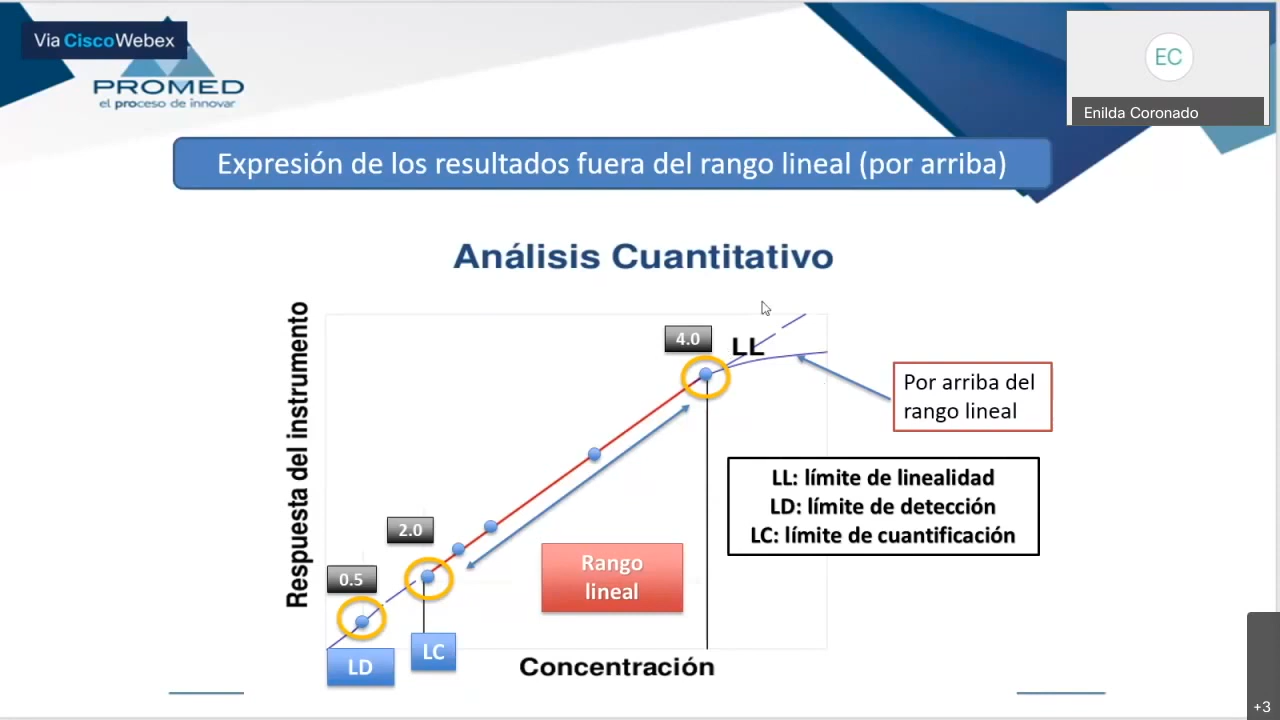 Via Cisco Webex
PROMED
el proceso de innovar
EC
Enilda Coronado
Expresión de los resultados fuera del rango lineal (por arriba)
Análisis Cuantitativo
Respuesta del instrumento
4.0
LL
Por arriba del
rango lineal
LL: límite de linealidad
LD: límite de detección
LC: límite de cuantificación
2.0
Rango
lineal
0.5
LC
LD
Concentración
+3